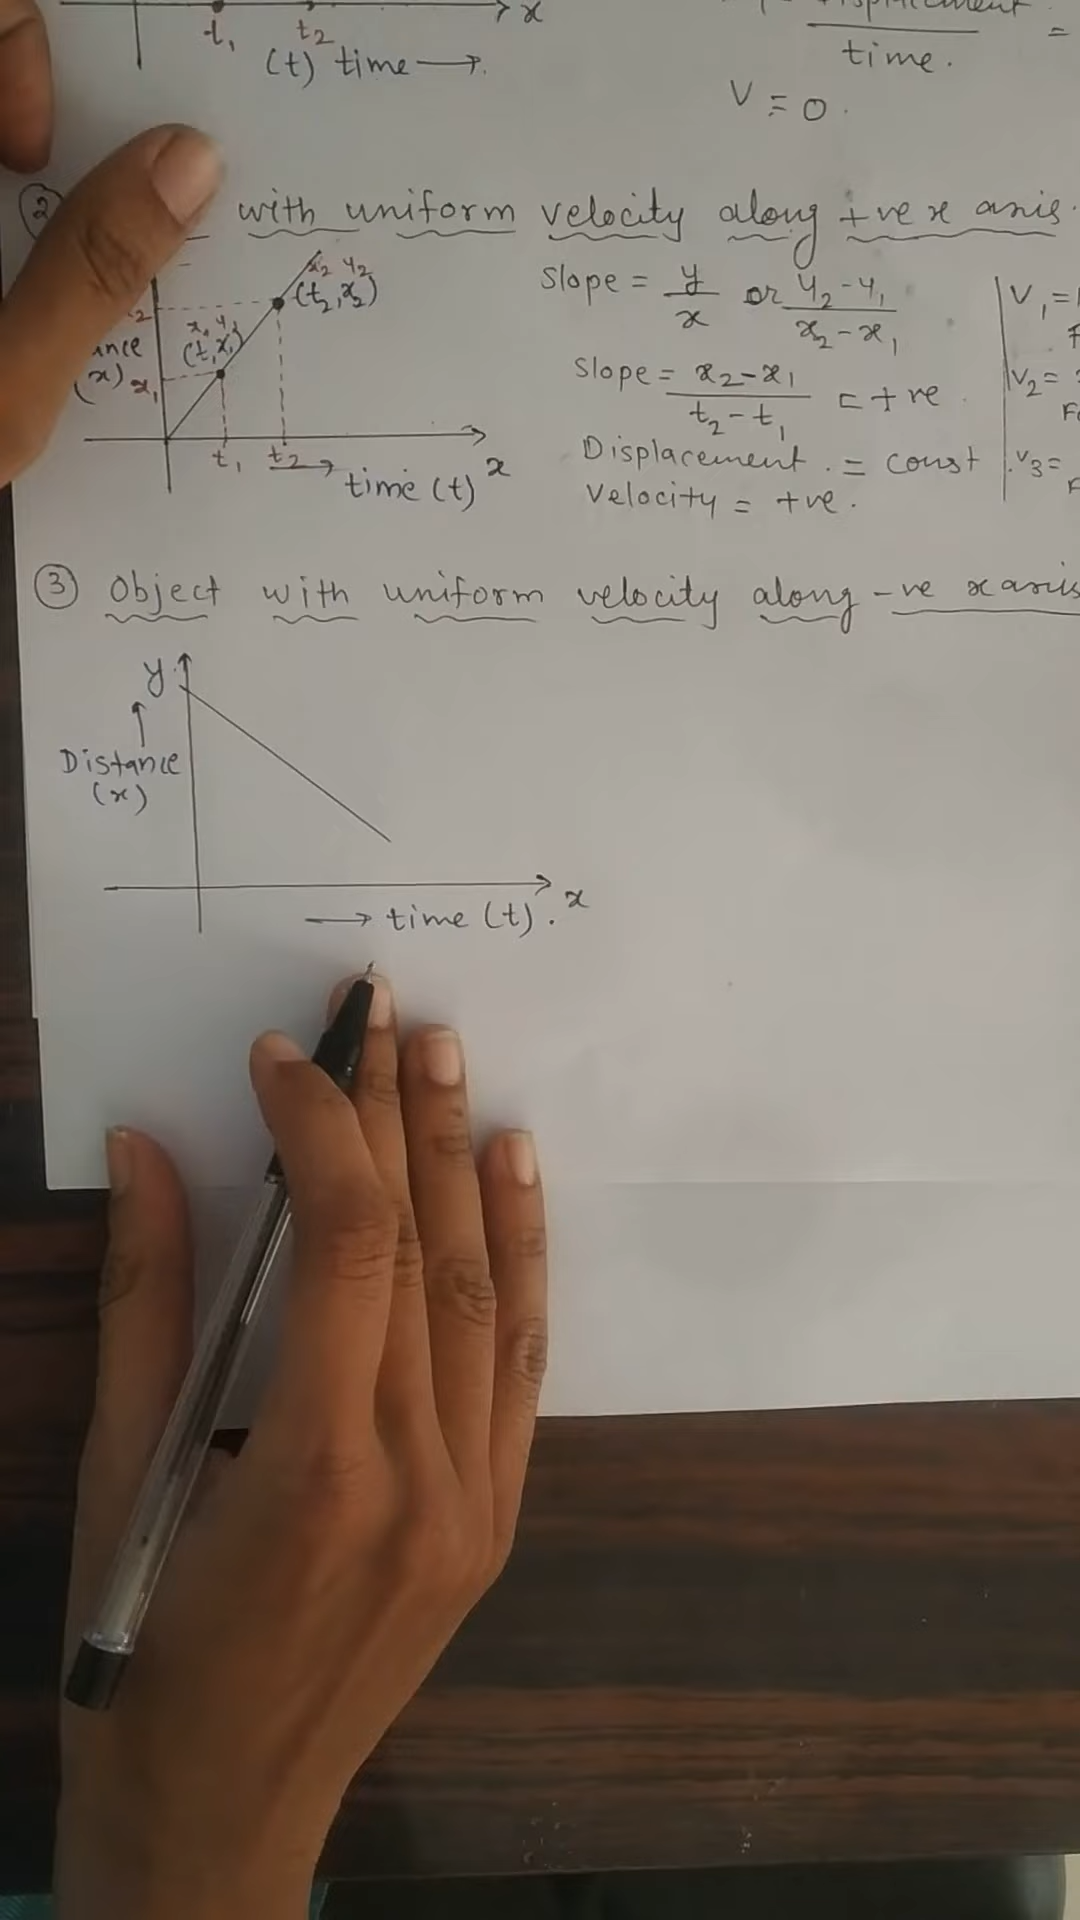 x
t₁ t₂
(t) time →.
time.
=
V = 0.
② with uniform velocity along +ve x axis.
x₂ y₂
(t₂, x₂)
x₁ y₁
(t₁, x₁)
(x) x₁
t₁ t₂ → time (t) x
Slope = y/x or y₂-y₁/x₂-x₁
Slope = x₂-x₁/t₂-t₁ = +ve.
Displacement. = const
Velocity = +ve.
V₁ =
V₂ =
V₃ =
③ Object with uniform velocity along -ve x axis
y
Distance
(x)
→ time (t). x